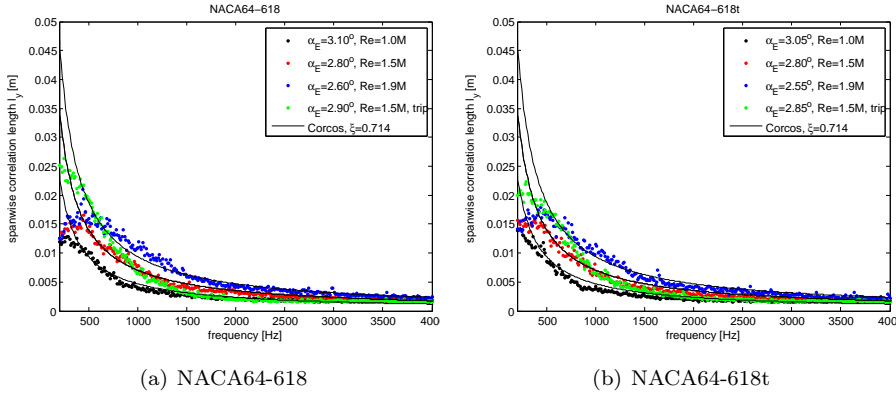 NACA64−618
0.05
0.045
0.04
0.035
0.03
0.025
0.02
0.015
0.01
0.005
0
spanwise correlation length l_y [m]
α_E=3.10°, Re=1.0M
α_E=2.80°, Re=1.5M
α_E=2.60°, Re=1.9M
α_E=2.90°, Re=1.5M, trip
Corcos, ξ=0.714
500 1000 1500 2000 2500 3000 3500 400
frequency [Hz]
(a) NACA64-618
NACA64−618t
0.05
0.045
0.04
0.035
0.03
0.025
0.02
0.015
0.01
0.005
0
spanwise correlation length l_y [m]
α_E=3.05°, Re=1.0M
α_E=2.80°, Re=1.5M
α_E=2.55°, Re=1.9M
α_E=2.85°, Re=1.5M, trip
Corcos, ξ=0.714
500 1000 1500 2000 2500 3000 3500 400
frequency [Hz]
(b) NACA64-618t